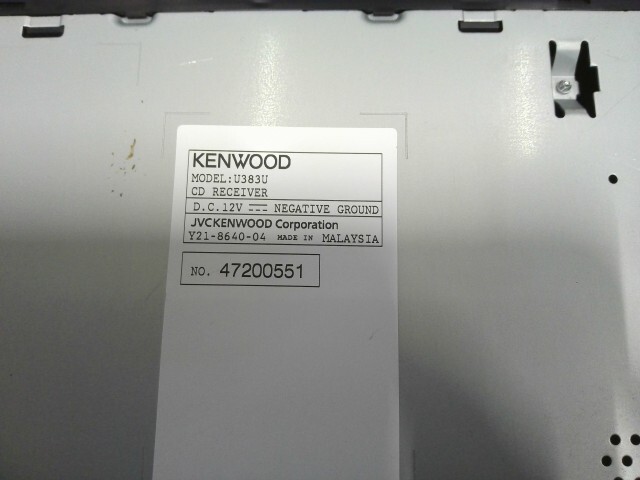 KENWOOD
MODEL:U383U
CD RECEIVER
D.C.12V ⎓ NEGATIVE GROUND
JVCKENWOOD Corporation
Y21-8640-04 MADE IN MALAYSIA
NO. 47200551